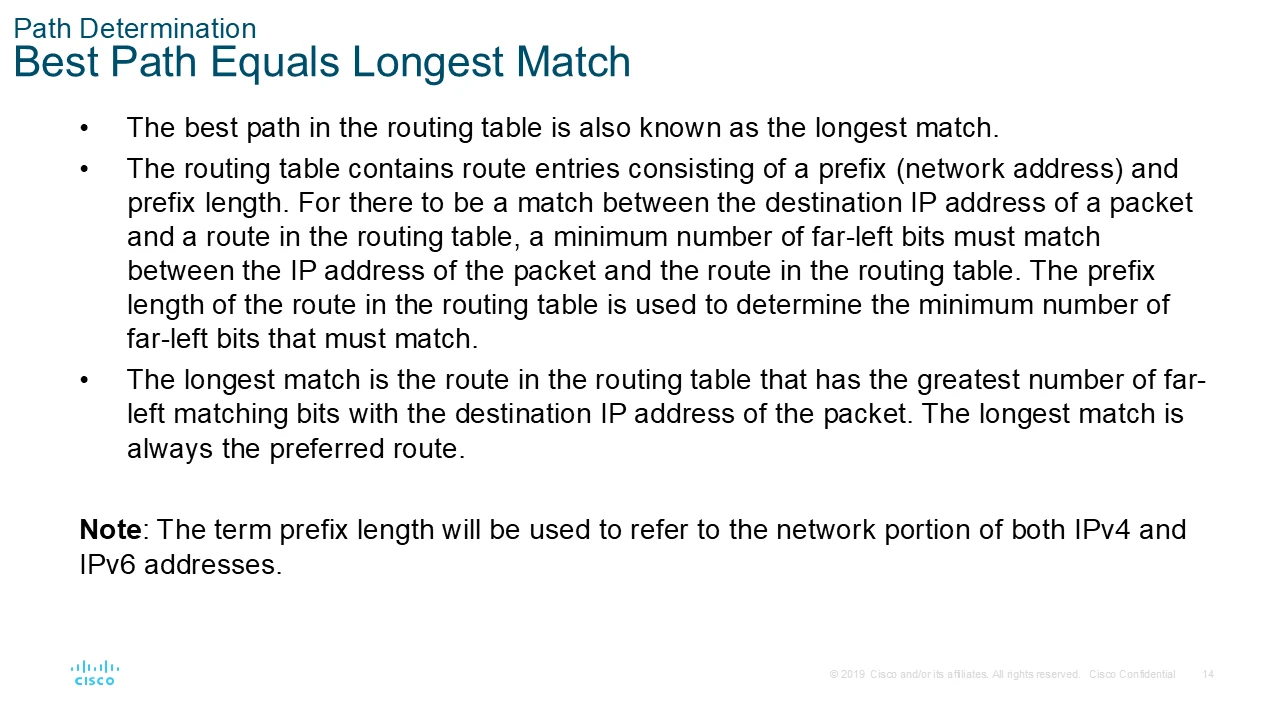 Path Determination
Best Path Equals Longest Match
• The best path in the routing table is also known as the longest match.
• The routing table contains route entries consisting of a prefix (network address) and
prefix length. For there to be a match between the destination IP address of a packet
and a route in the routing table, a minimum number of far-left bits must match
between the IP address of the packet and the route in the routing table. The prefix
length of the route in the routing table is used to determine the minimum number of
far-left bits that must match.
• The longest match is the route in the routing table that has the greatest number of far-
left matching bits with the destination IP address of the packet. The longest match is
always the preferred route.
Note: The term prefix length will be used to refer to the network portion of both IPv4 and
IPv6 addresses.
CISCO
© 2019 Cisco and/or its affiliates. All rights reserved. Cisco Confidential 14